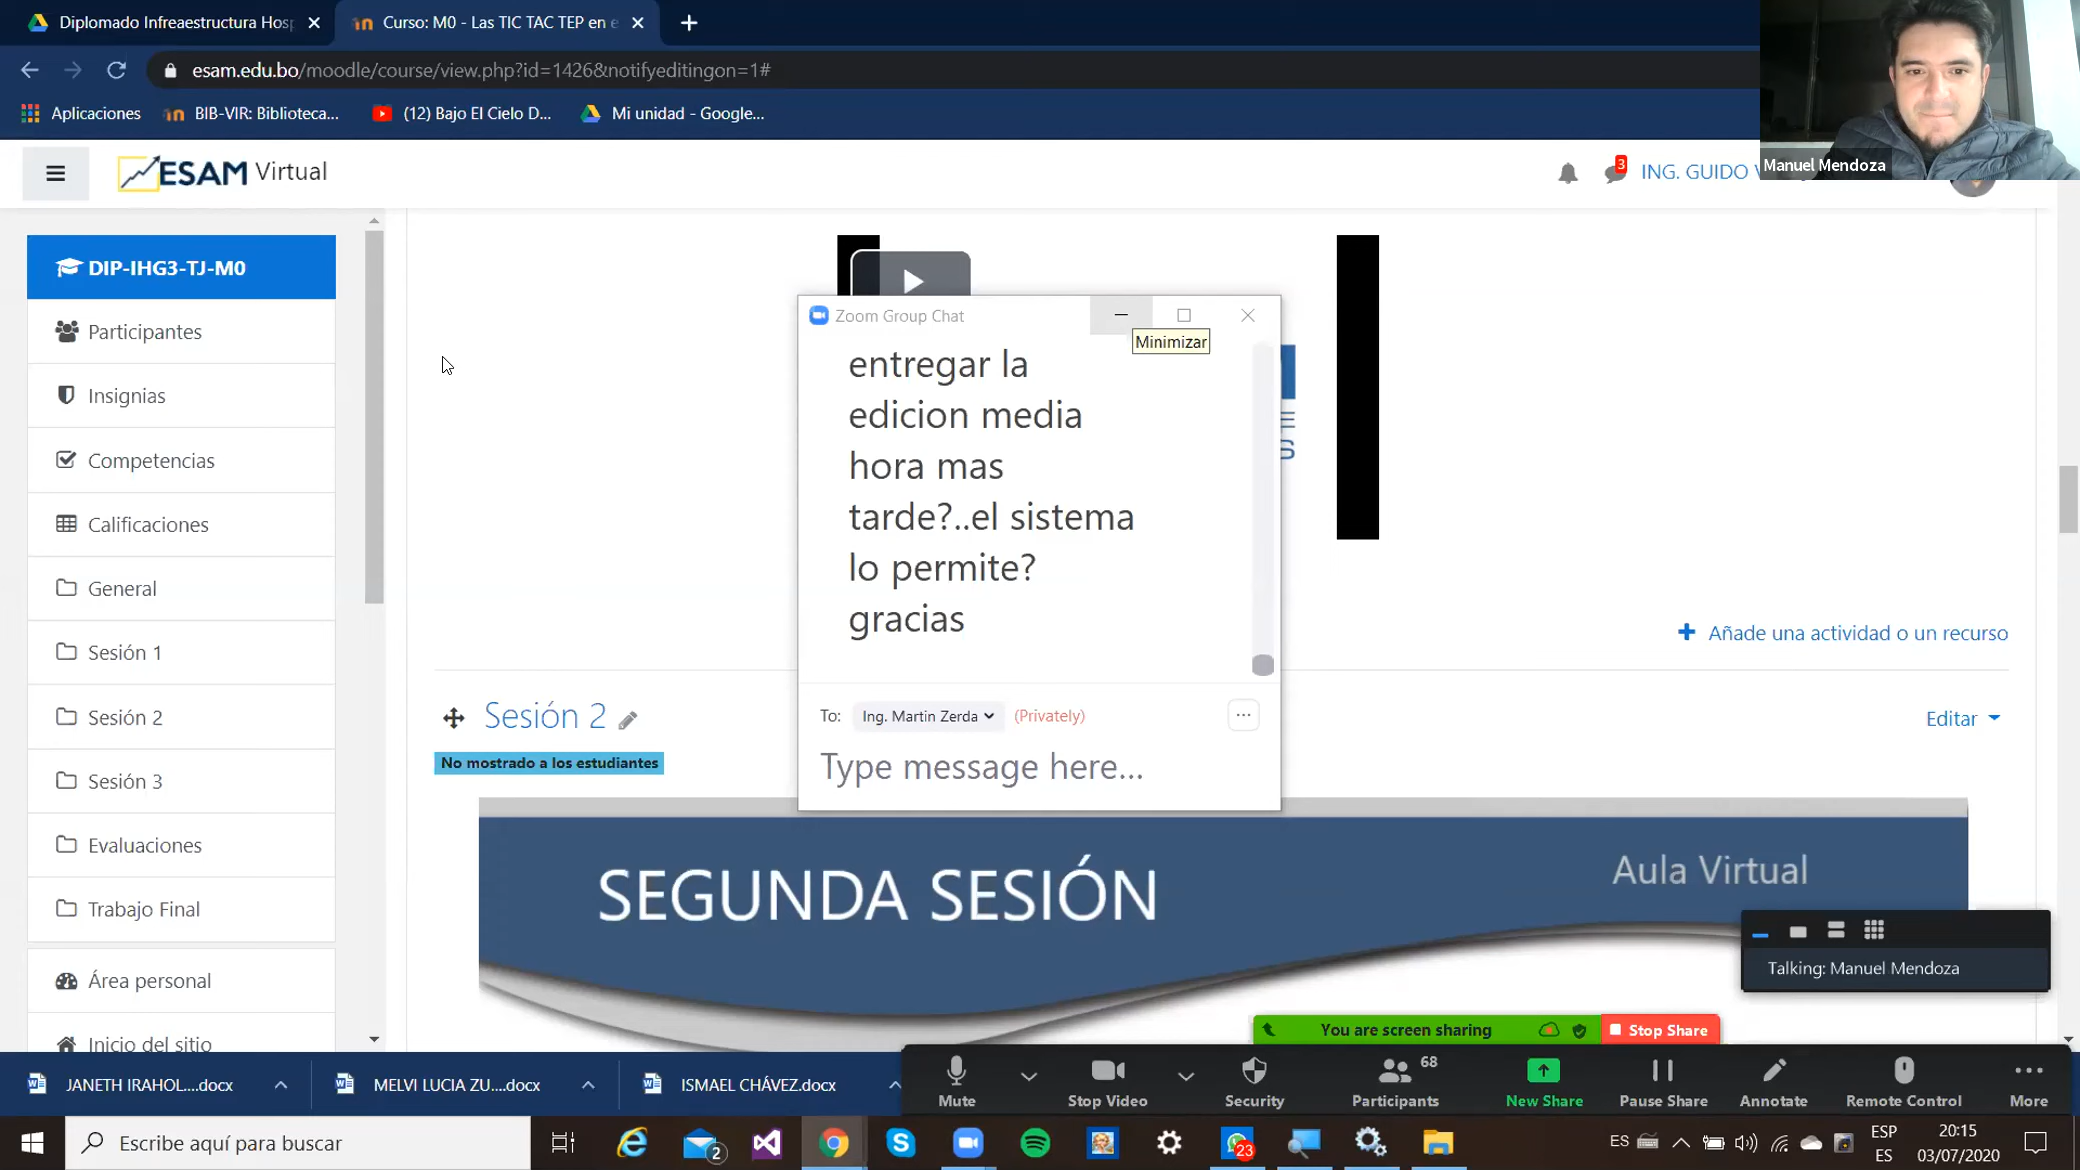 Diplomado Infreaestructura Hosp
Curso: M0 - Las TIC TAC TEP en e
esam.edu.bo/moodle/course/view.php?id=1426&notifyeditingon=1#
Aplicaciones
BIB-VIR: Biblioteca...
(12) Bajo El Cielo D...
Mi unidad - Google...
Manuel Mendoza
ESAM Virtual
3
ING. GUIDO V
DIP-IHG3-TJ-M0
Participantes
Insignias
Competencias
Calificaciones
General
Sesión 1
Sesión 2
Sesión 3
Evaluaciones
Trabajo Final
Área personal
Inicio del sitio
Zoom Group Chat
Minimizar
entregar la
edicion media
hora mas
tarde?..el sistema
lo permite?
gracias
To: Ing. Martin Zerda (Privately)
Type message here...
E
S
Añade una actividad o un recurso
Sesión 2
Editar
No mostrado a los estudiantes
SEGUNDA SESIÓN
Aula Virtual
Talking: Manuel Mendoza
You are screen sharing
Stop Share
JANETH IRAHOL....docx
MELVI LUCIA ZU....docx
ISMAEL CHÁVEZ.docx
Mute
Stop Video
Security
Participants
68
New Share
Pause Share
Annotate
Remote Control
More
Escribe aquí para buscar
2
23
ES
ESP
ES
20:15
03/07/2020